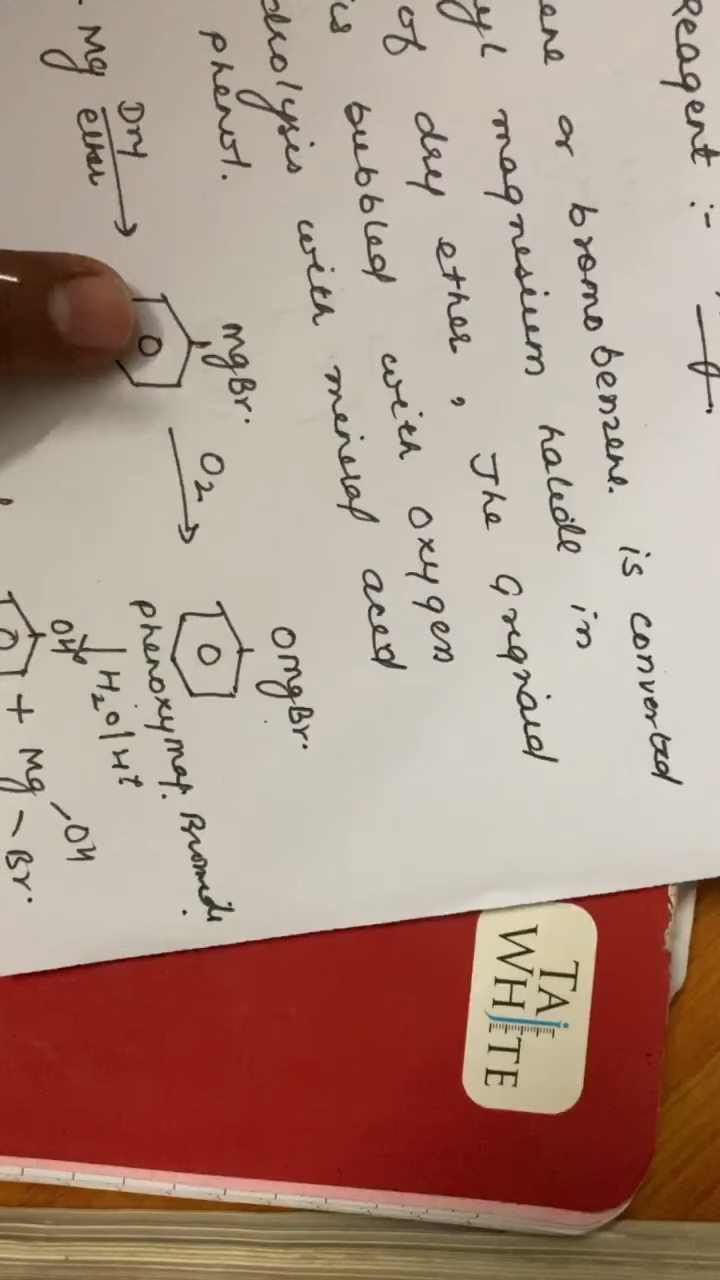 Reagent :-
ene or bromobenzene. is converted
yl magnesium halide in
of dry ether, The Grignard
is bubbled with oxygen
drolysis with mineral acid
phenol.
Mg Dry ether → MgBr. O2 → OMgBr.
phenoxymag. Bromide.
H2O/H+
OH + Mg OH Br.
TAJ
WHITE